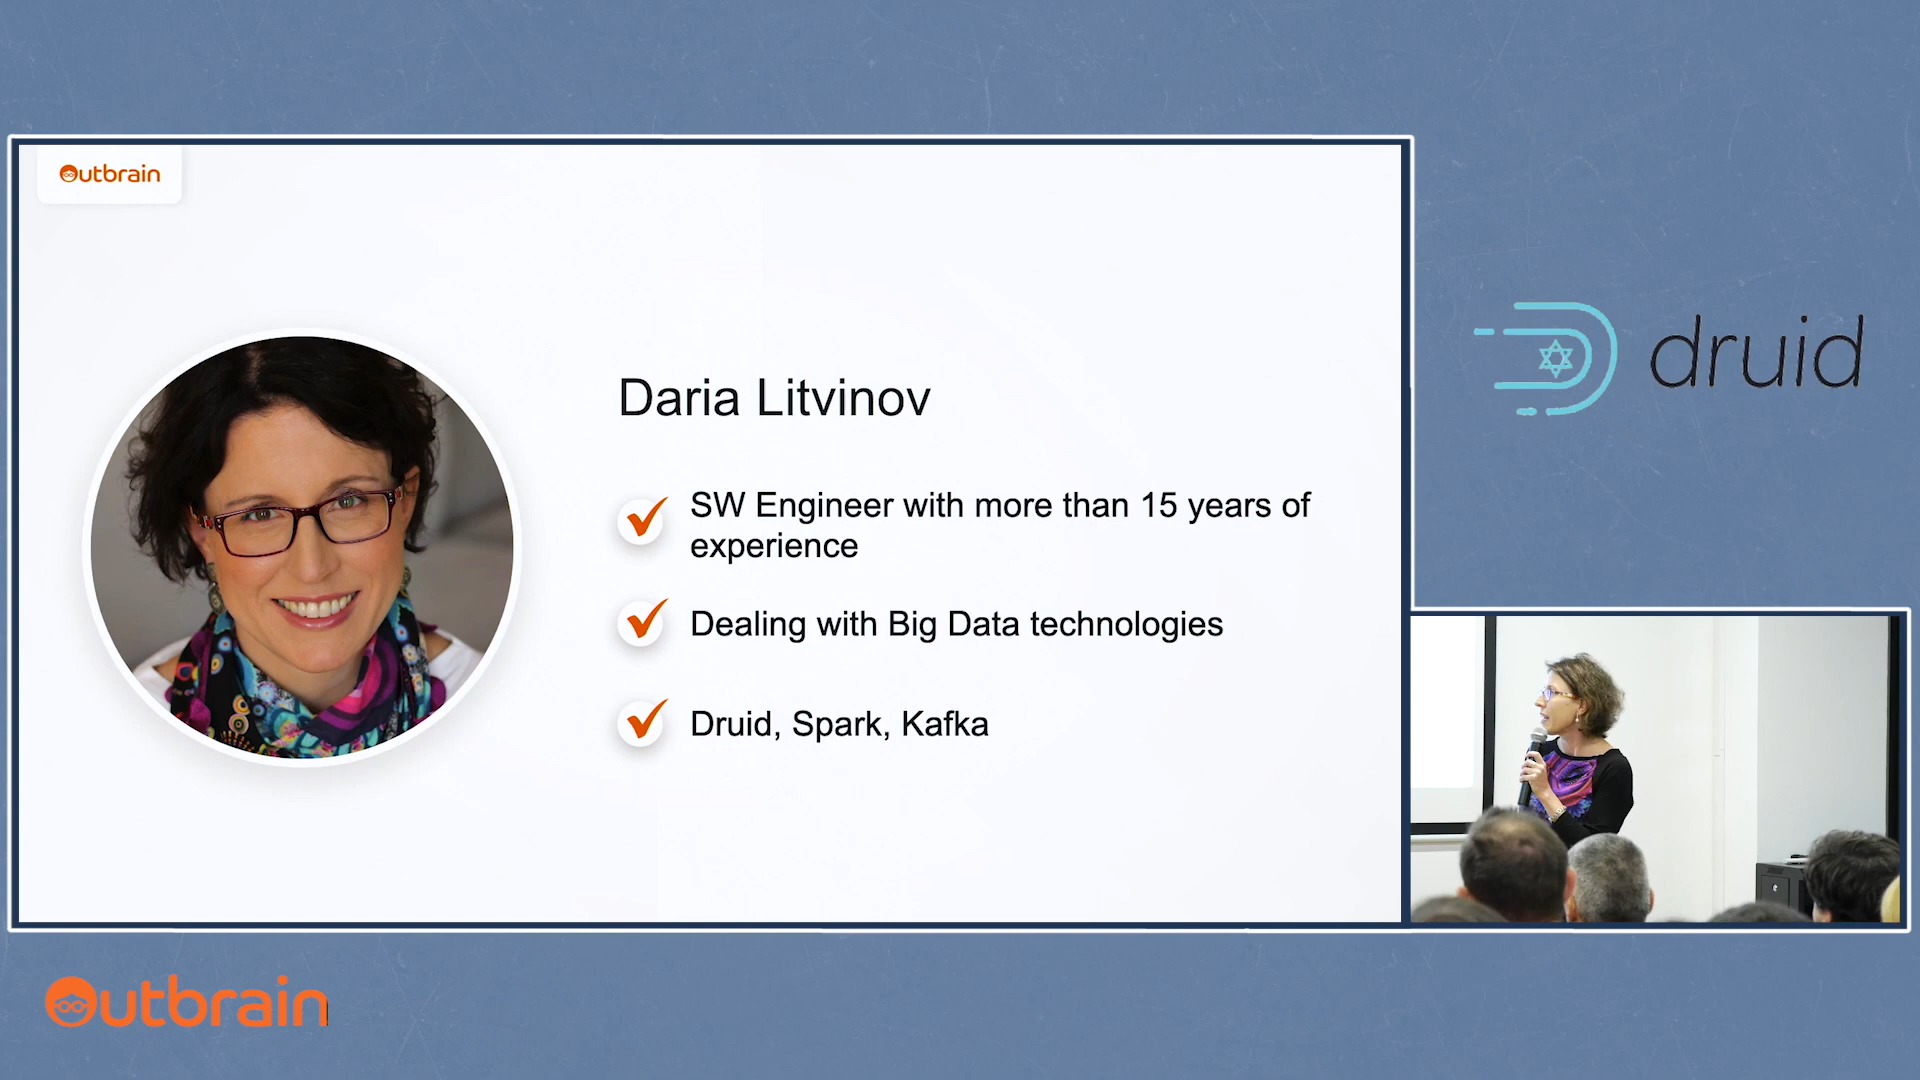 Outbrain
Daria Litvinov
SW Engineer with more than 15 years of
experience
Dealing with Big Data technologies
Druid, Spark, Kafka
druid
Outbrain